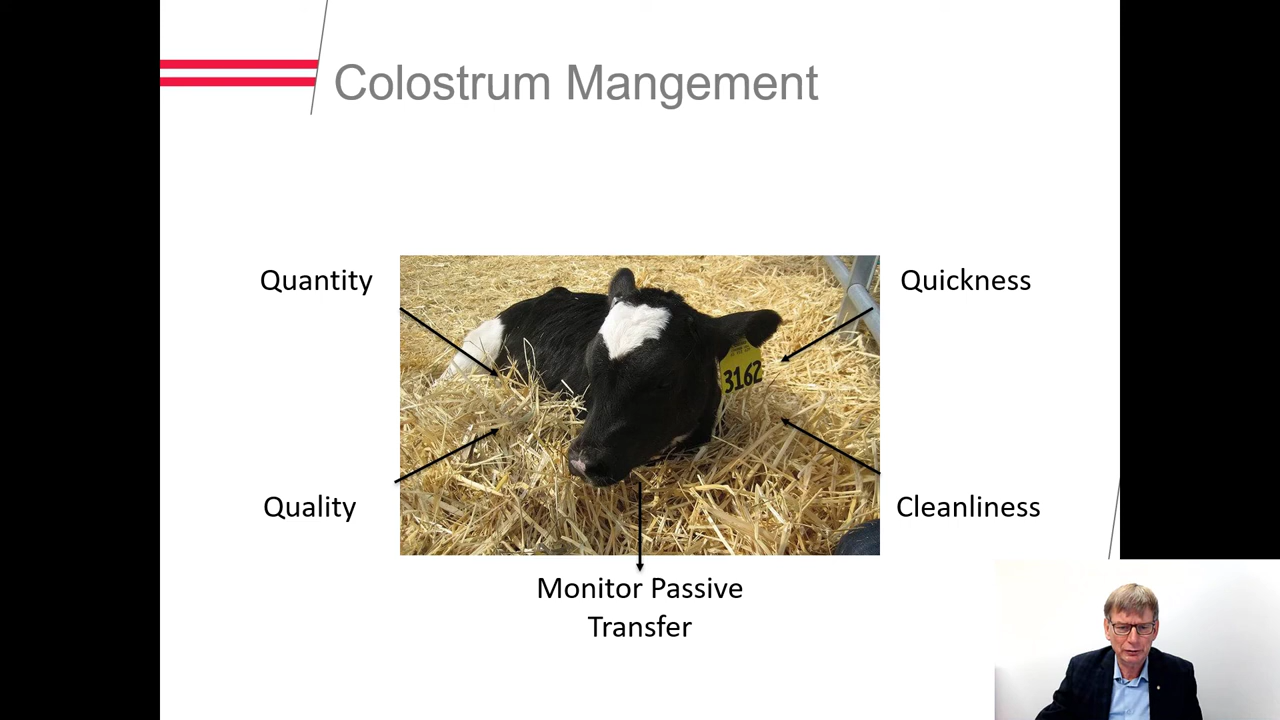 Colostrum Mangement
Quantity
Quickness
3162
Quality
Cleanliness
Monitor Passive
Transfer